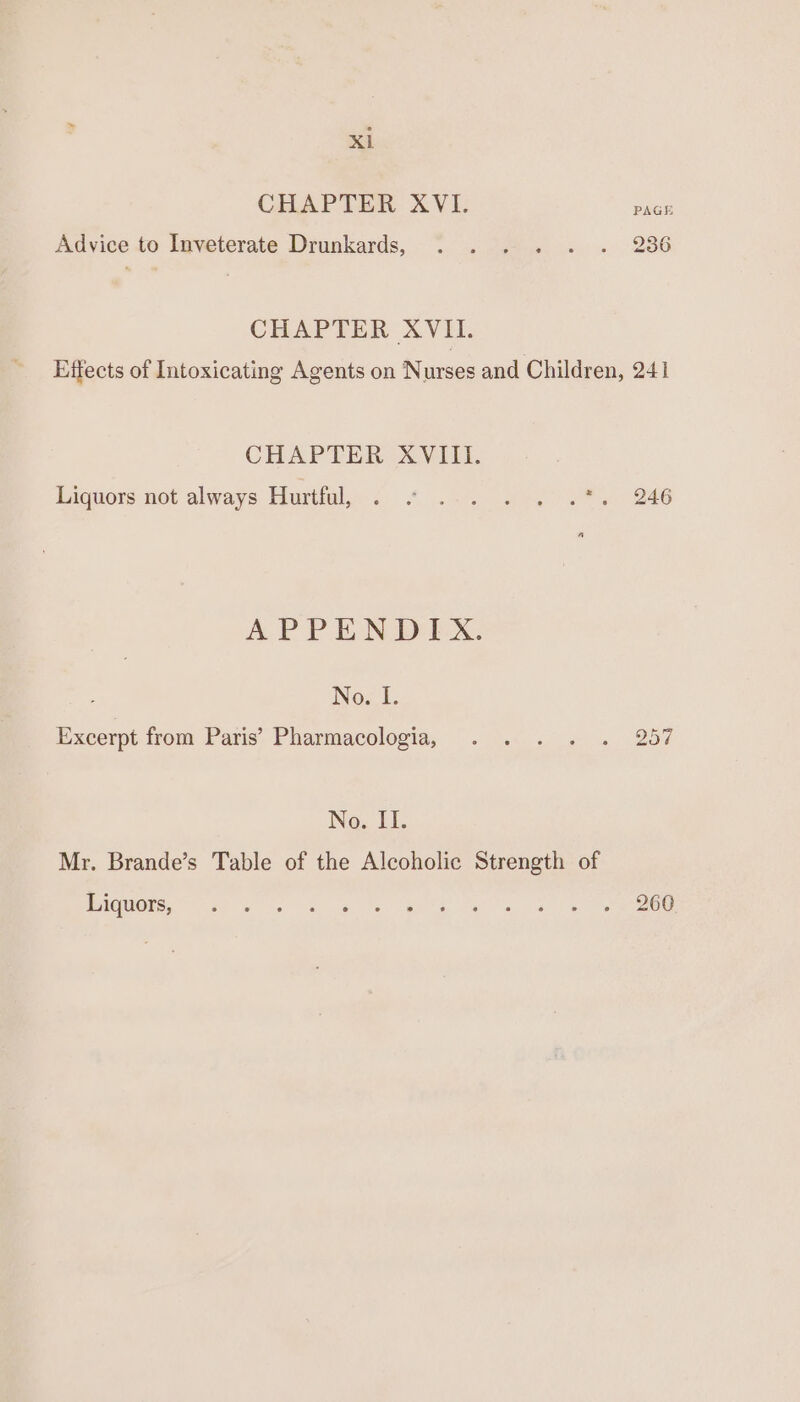 xi
CHAPTER XVI. PAGE
Advice to Inveterate Drunkards, . . . . . . . 236
CHAPTER XVII.
Effects of Intoxicating Agents on Nurses and Children, 241
CHAPTER XVIII.
Liquors not always Hurtful, . . . . . . . . . 246
APPENDIX.
No. I.
Excerpt from Paris’ Pharmacologia, . . . . . . 257
No. II.
Mr. Brande’s Table of the Alcoholic Strength of
Liquors, . . . . . . . . . . . . . . . 260